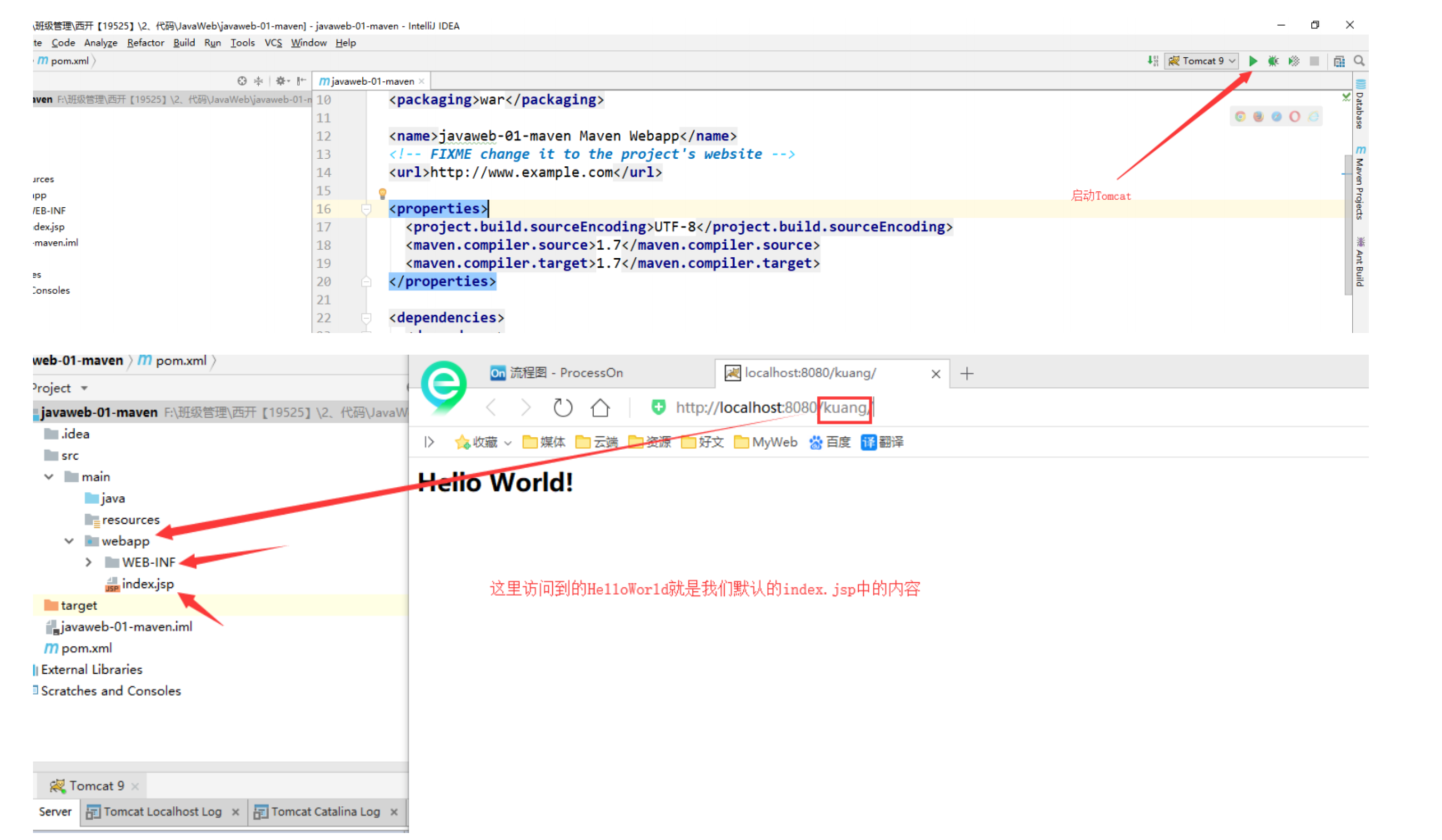 \班级管理\西开【19525】\2、代码\JavaWeb\javaweb-01-maven] - javaweb-01-maven - IntelliJ IDEA
Code Analyze Refactor Build Run Tools VCS Window Help
pom.xml
Tomcat 9
javaweb-01-maven
F:\班级管理\西开【19525】\2、代码\JavaWeb\javaweb-01-m
10 <packaging>war</packaging>
11
12 <name>javaweb-01-maven Maven Webapp</name>
13 <!-- FIXME change it to the project's website -->
14 <url>http://www.example.com</url>
15
16 <properties>
17 <project.build.sourceEncoding>UTF-8</project.build.sourceEncoding>
18 <maven.compiler.source>1.7</maven.compiler.source>
19 <maven.compiler.target>1.7</maven.compiler.target>
20 </properties>
21
22 <dependencies>
启动Tomcat
Database
Maven Projects
Ant Build
urces
pp
/EB-INF
dex.jsp
-maven.iml
es
Consoles
web-01-maven pom.xml
Project
javaweb-01-maven F:\班级管理\西开【19525】\2、代码\JavaW
.idea
src
main
java
resources
webapp
WEB-INF
index.jsp
target
javaweb-01-maven.iml
pom.xml
External Libraries
Scratches and Consoles
Tomcat 9
Server Tomcat Localhost Log Tomcat Catalina Log
On 流程图 - ProcessOn
localhost:8080/kuang/
http://localhost:8080/kuang/
收藏 媒体 云端 资源 好文 MyWeb 百度 译 翻译
Hello World!
这里访问到的HelloWorld就是我们默认的index.jsp中的内容